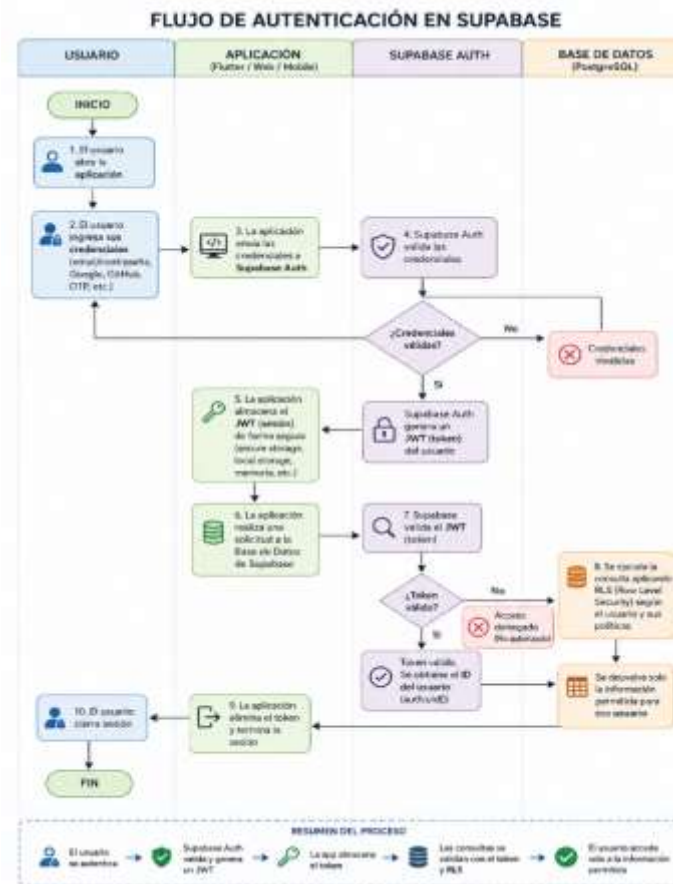 FLUJO DE AUTENTICACIÓN EN SUPABASE
USUARIO
APLICACIÓN
(Flutter / Web / Mobile)
SUPABASE AUTH
BASE DE DATOS
(PostgreSQL)
INICIO
1. El usuario
abre la
aplicación
2. El usuario
ingresa sus
credenciales
(email/contraseña,
Google, GitHub,
OTP, etc.)
3. La aplicación
envía las
credenciales a
Supabase Auth
4. Supabase Auth
valida las
credenciales
¿Credenciales
válidas?
No
Credenciales
inválidas
Sí
5. La aplicación
almacena el
JWT (sesión)
de forma segura
(secure storage,
local storage,
memoria, etc.)
Supabase Auth
genera un
JWT (token)
del usuario
6. La aplicación
realiza una
solicitud a la
Base de Datos
de Supabase
7. Supabase
valida el JWT
(token)
¿Token
válido?
No
Acceso
denegado
(No autorizado)
8. Se ejecuta la
consulta aplicando
RLS (Row Level
Security) según
el usuario y sus
políticas
Sí
Token válido
Se obtiene el ID
del usuario
Se devuelve solo
la información
permitida para
ese usuario
9. La aplicación
elimina el token
y termina la
sesión
10. El usuario
cierra sesión
FIN
RESUMEN DEL PROCESO
El usuario
se autentica
Supabase Auth
valida y genera
un JWT
La app almacena
el token
Las consultas se
validan con el token
y RLS
El usuario accede
solo a la información
permitida